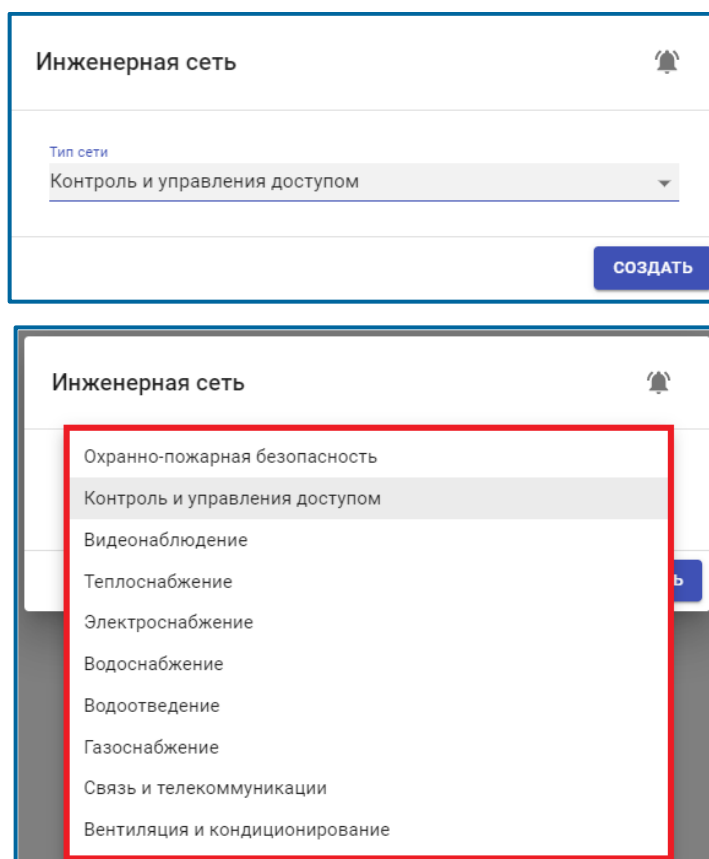 Инженерная сеть
Тип сети
Контроль и управления доступом
СОЗДАТЬ
Инженерная сеть
Охранно-пожарная безопасность
Контроль и управления доступом
Видеонаблюдение
Теплоснабжение
Электроснабжение
Ь
Водоснабжение
Водоотведение
Газоснабжение
Связь и телекоммуникации
Вентиляция и кондиционирование